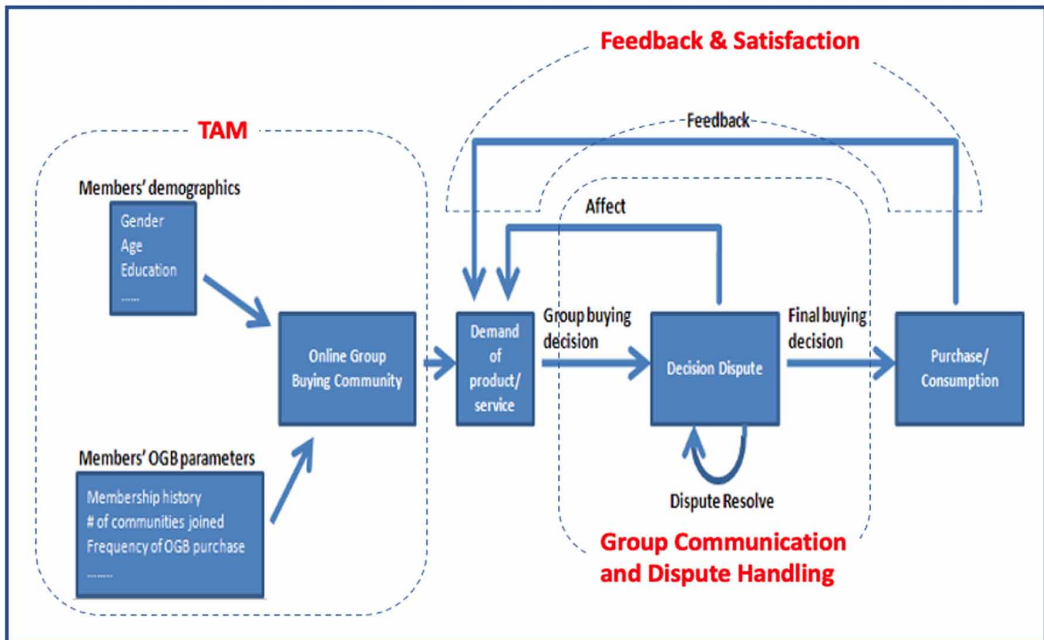 Feedback & Satisfaction
TAM
Feedback
Members' demographics
Gender
Age
Education
......
Affect
Online Group
Buying Community
Demand
of
product/
service
Group buying
decision
Decision Dispute
Final buying
decision
Purchase/
Consumption
Members' OGB parameters
Membership history
# of communities joined
Frequency of OGB purchase
........
Dispute Resolve
Group Communication
and Dispute Handling